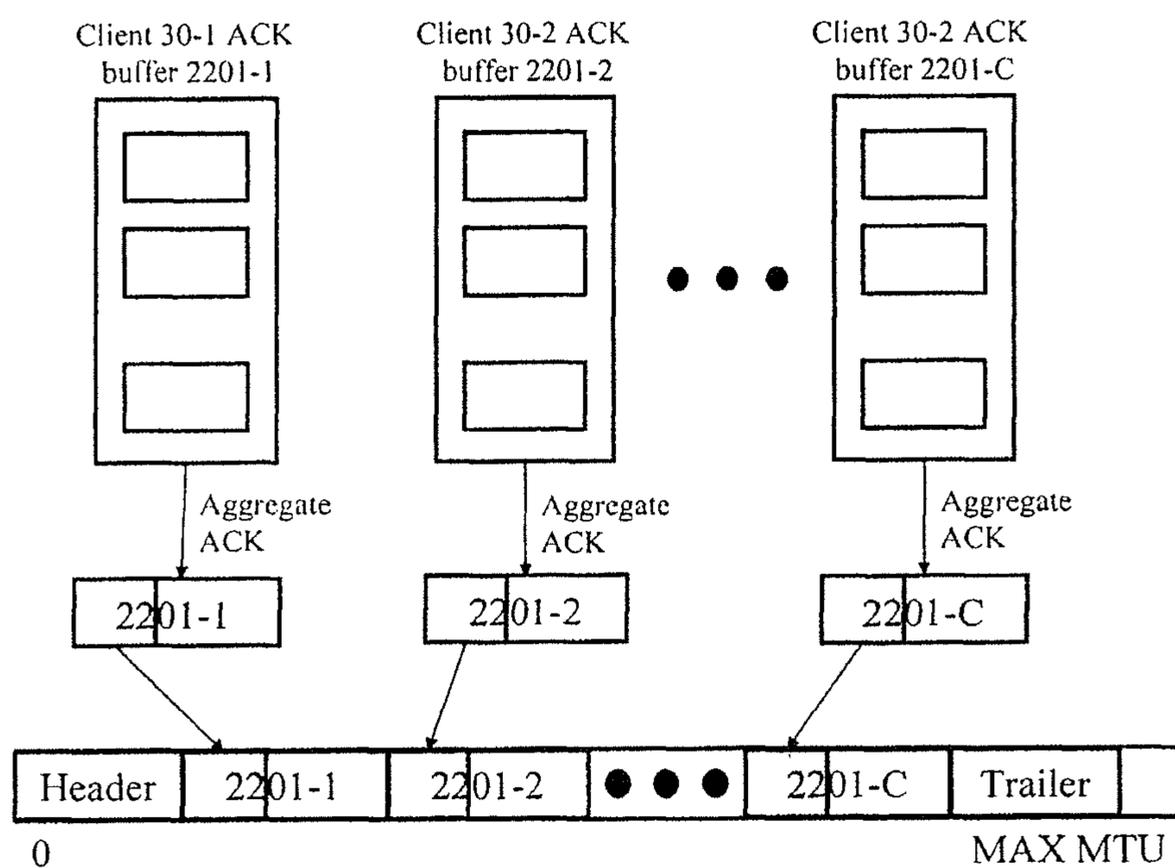 Client 30-1 ACK
buffer 2201-1
Client 30-2 ACK
buffer 2201-2
Client 30-2 ACK
buffer 2201-C
Aggregate
ACK
Aggregate
ACK
Aggregate
ACK
2201-1
2201-2
2201-C
Header
2201-1
2201-2
2201-C
Trailer
0
MAX MTU